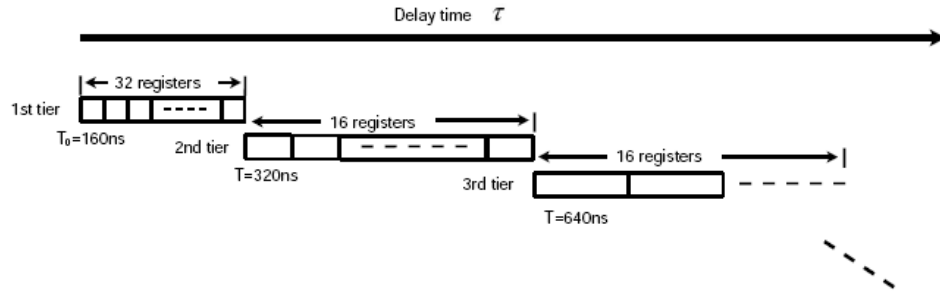 Delay time τ
32 registers
1st tier
T₀=160ns
16 registers
2nd tier
T=320ns
16 registers
3rd tier
T=640ns